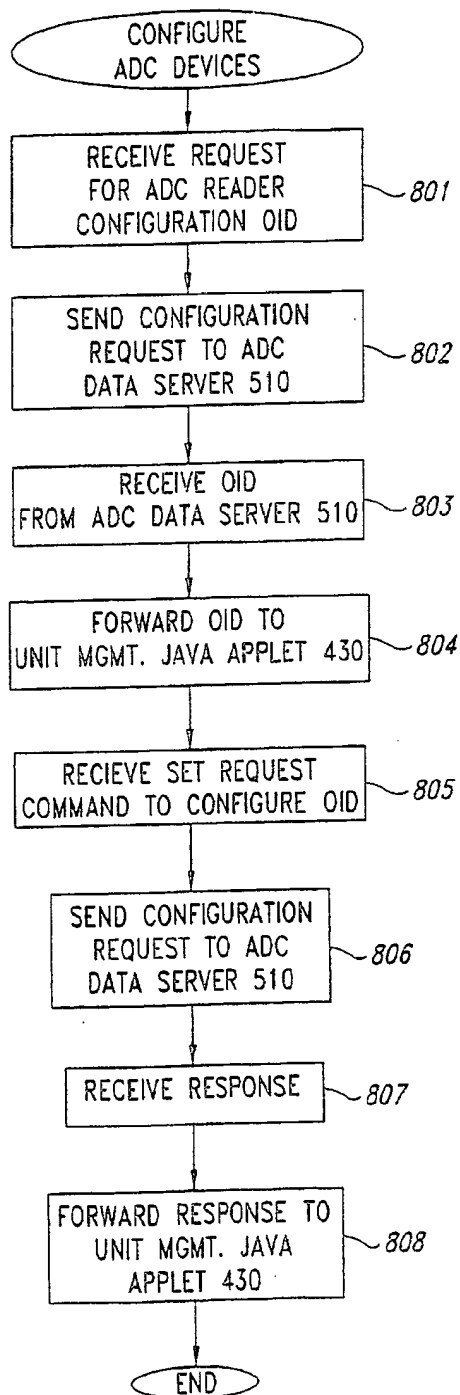 CONFIGURE
ADC DEVICES
RECEIVE REQUEST
FOR ADC READER
CONFIGURATION OID
801
SEND CONFIGURATION
REQUEST TO ADC
DATA SERVER 510
802
RECEIVE OID
FROM ADC DATA SERVER 510
803
FORWARD OID TO
UNIT MGMT. JAVA APPLET 430
804
RECIEVE SET REQUEST
COMMAND TO CONFIGURE OID
805
SEND CONFIGURATION
REQUEST TO ADC
DATA SERVER 510
806
RECEIVE RESPONSE
807
FORWARD RESPONSE TO
UNIT MGMT. JAVA
APPLET 430
808
END